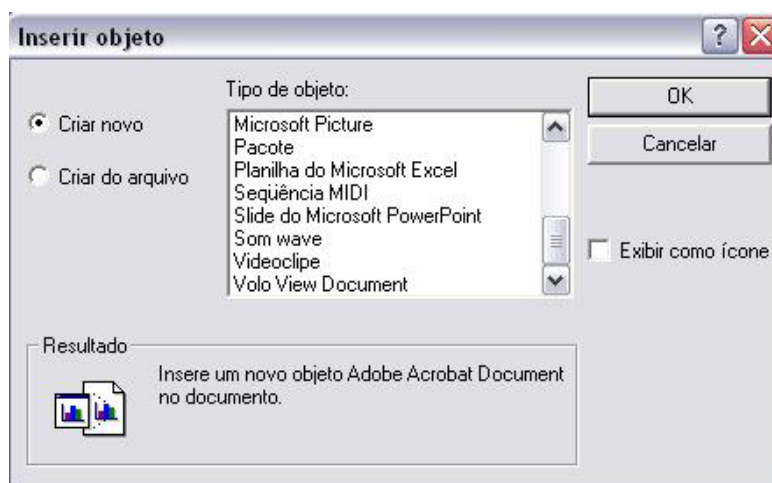 Inserir objeto
Tipo de objeto:
Criar novo
Criar do arquivo
Microsoft Picture
Pacote
Planilha do Microsoft Excel
Seqüência MIDI
Slide do Microsoft PowerPoint
Som wave
Videoclipe
Volo View Document
OK
Cancelar
Exibir como ícone
Resultado
Insere um novo objeto Adobe Acrobat Document
no documento.